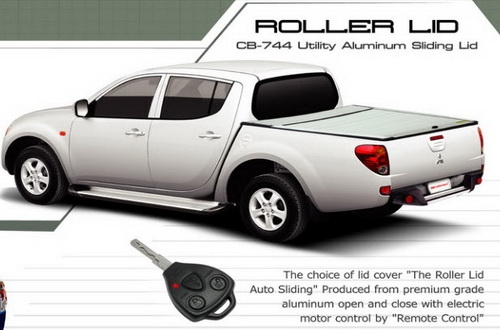 ROLLER LID
CB-744 Utility Aluminum Sliding Lid
The choice of lid cover "The Roller Lid
Auto Sliding" Produced from premium grade
aluminum open and close with electric
motor control by "Remote Control"